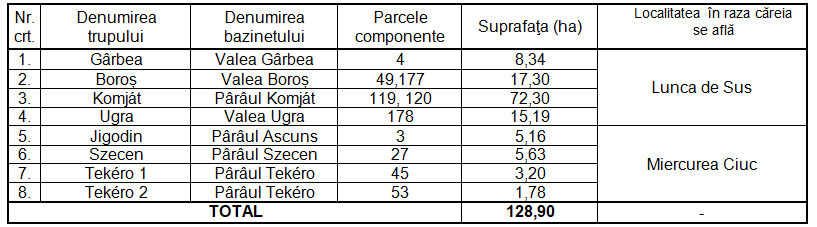 Nr. crt. | Denumirea trupului | Denumirea bazinetului | Parcele componente | Suprafaţa (ha) | Localitatea în raza căreia se află
1. | Gârbea | Valea Gârbea | 4 | 8,34 | Lunca de Sus
2. | Boroș | Valea Boroș | 49,177 | 17,30
3. | Komját | Pârâul Komját | 119, 120 | 72,30
4. | Ugra | Valea Ugra | 178 | 15,19
5. | Jigodin | Pârâul Ascuns | 3 | 5,16 | Miercurea Ciuc
6. | Szecen | Pârâul Szecen | 27 | 5,63
7. | Tekéro 1 | Pârâul Tekéro | 45 | 3,20
8. | Tekéro 2 | Pârâul Tekéro | 53 | 1,78
TOTAL | 128,90 | -